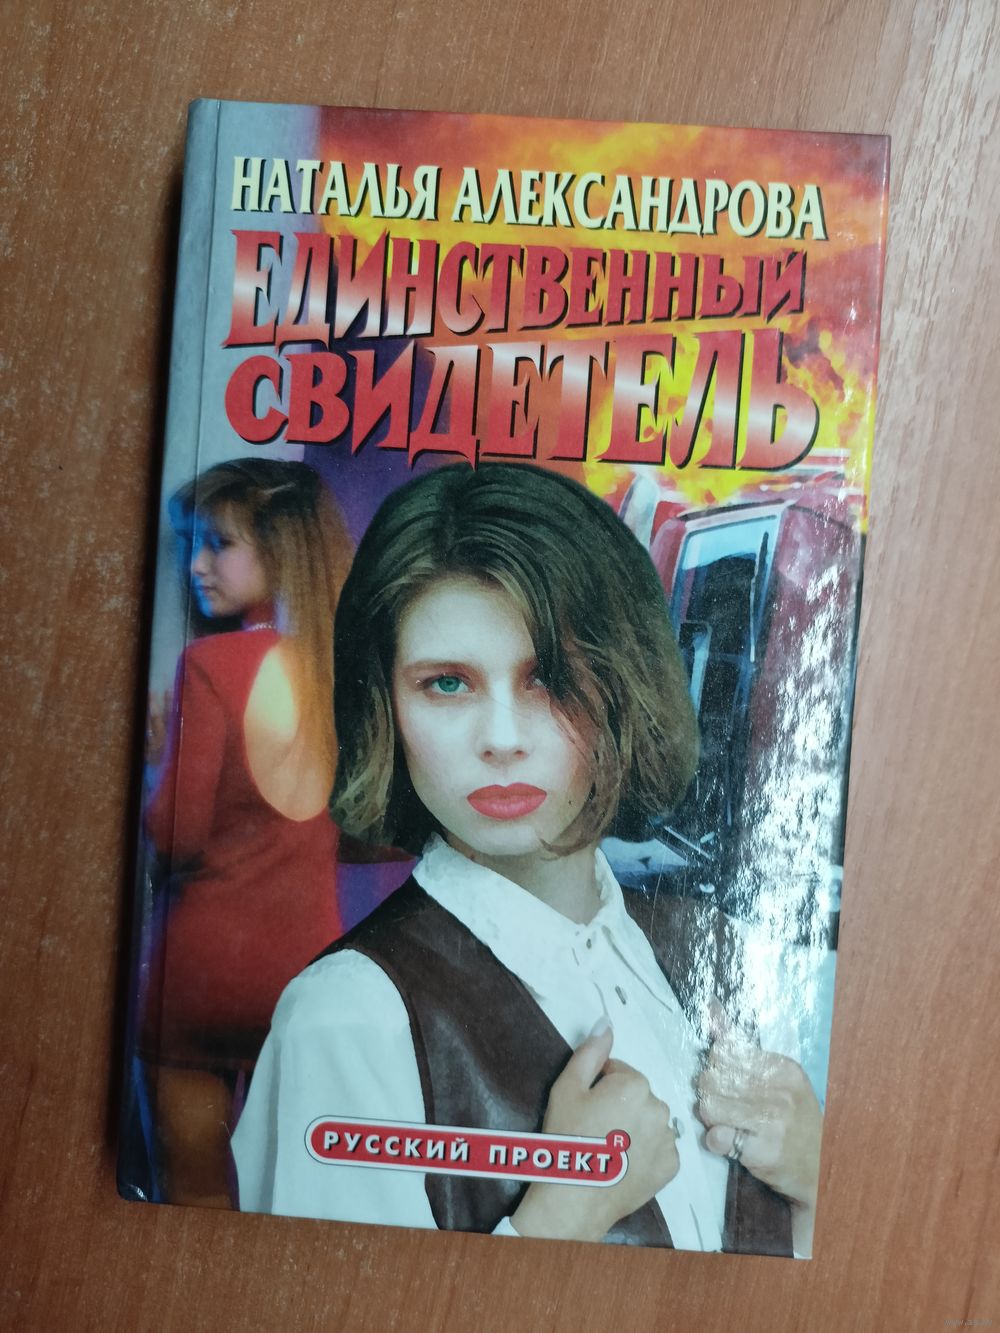 НАТАЛЬЯ АЛЕКСАНДРОВА
ЕДИНСТВЕННЫЙ
СВИДЕТЕЛЬ
РУССКИЙ ПРОЕКТ ®